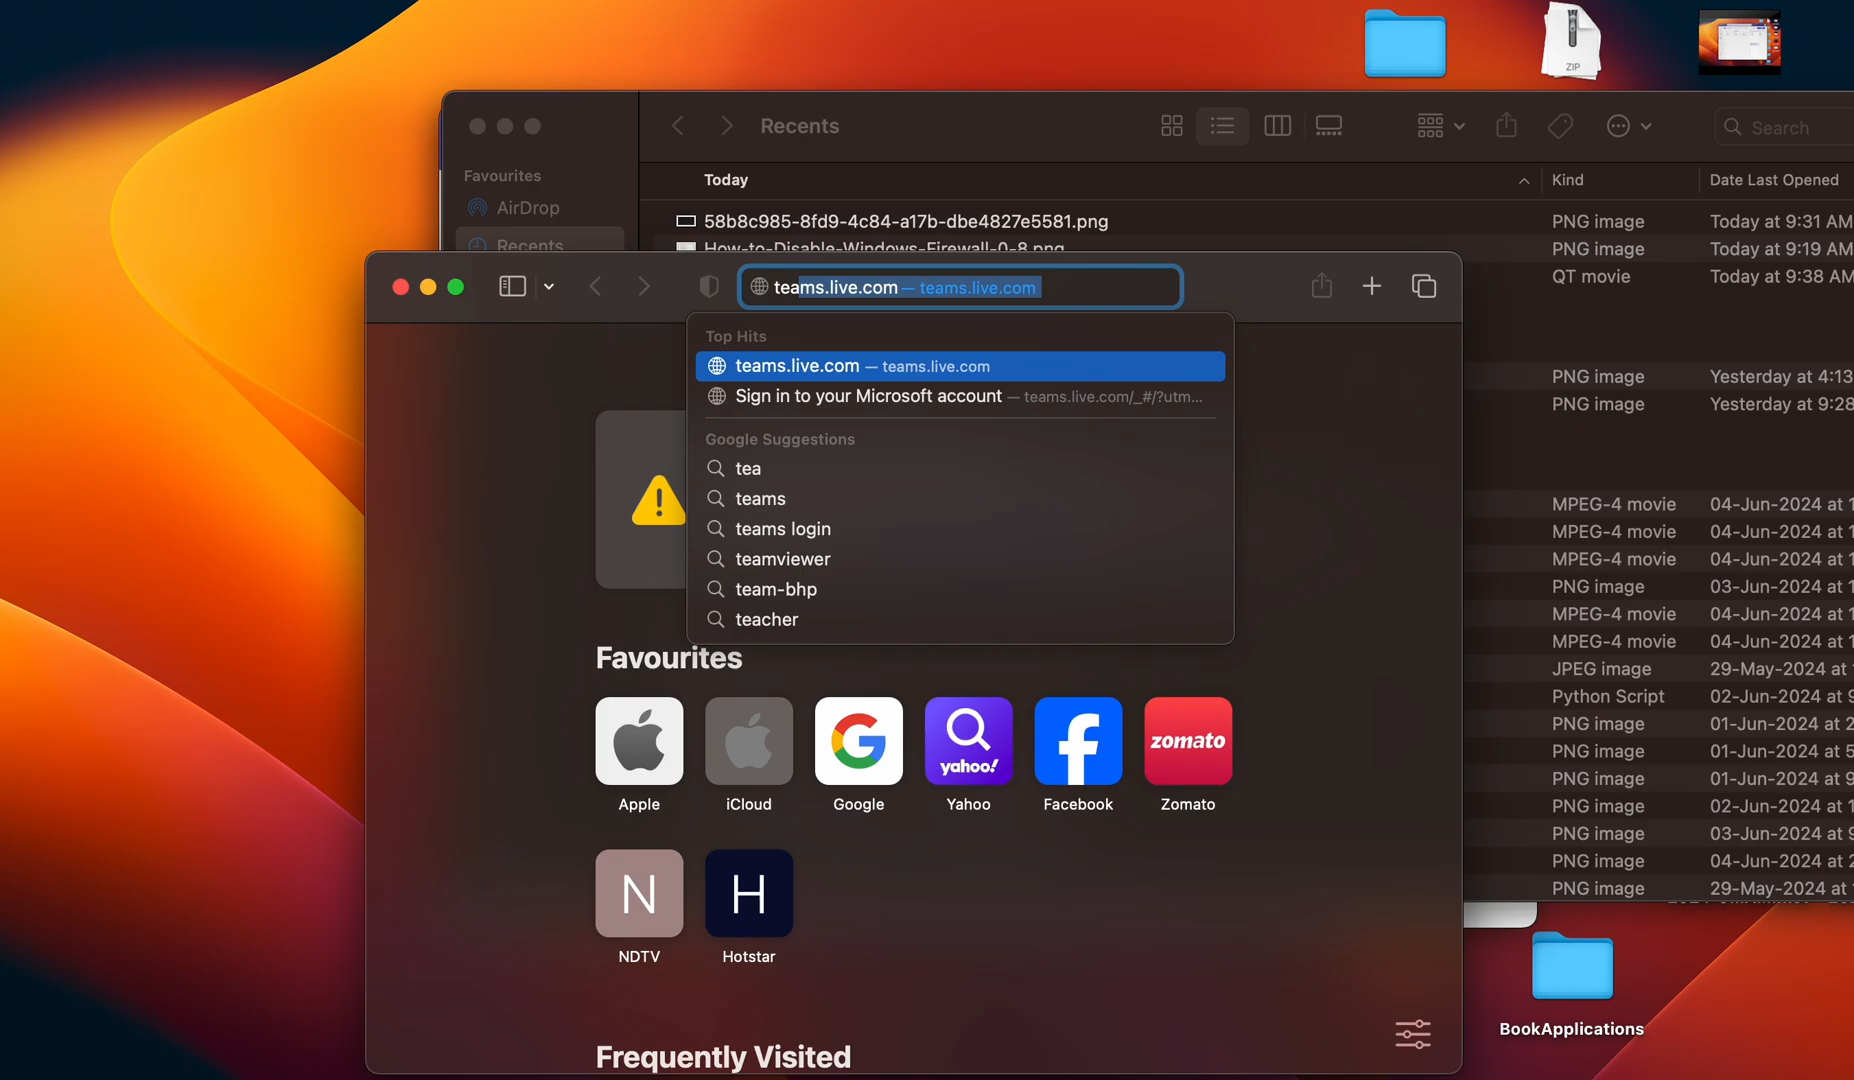 ZIP
Recents
Search
Favourites
AirDrop
Recents
Today
Kind
Date Last Opened
58b8c985-8fd9-4c84-a17b-dbe4827e5581.png
PNG image
Today at 9:31 AM
How-to-Disable-Windows-Firewall-0-8.png
PNG image
Today at 9:19 AM
QT movie
Today at 9:38 AM
teams.live.com — teams.live.com
Top Hits
teams.live.com — teams.live.com
Sign in to your Microsoft account — teams.live.com/_#/?utm...
Google Suggestions
tea
teams
teams login
teamviewer
team-bhp
teacher
PNG image
Yesterday at 4:13
PNG image
Yesterday at 9:28
MPEG-4 movie
04-Jun-2024 at 1
MPEG-4 movie
04-Jun-2024 at 1
MPEG-4 movie
04-Jun-2024 at 1
PNG image
03-Jun-2024 at 1
MPEG-4 movie
04-Jun-2024 at 1
MPEG-4 movie
04-Jun-2024 at 1
JPEG image
29-May-2024 at
Python Script
02-Jun-2024 at 9
PNG image
01-Jun-2024 at 2
PNG image
01-Jun-2024 at 5
PNG image
01-Jun-2024 at 9
PNG image
02-Jun-2024 at 1
PNG image
03-Jun-2024 at 9
PNG image
04-Jun-2024 at 2
PNG image
29-May-2024 at
Favourites
yahoo!
zomato
Apple
iCloud
Google
Yahoo
Facebook
Zomato
N
H
NDTV
Hotstar
Frequently Visited
BookApplications